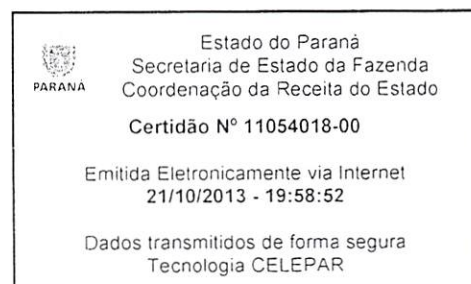 Estado do Paraná
Secretaria de Estado da Fazenda
PARANÁ
Coordenação da Receita do Estado
Certidão Nº 11054018-00
Emitida Eletronicamente via Internet
21/10/2013 - 19:58:52
Dados transmitidos de forma segura
Tecnologia CELEPAR